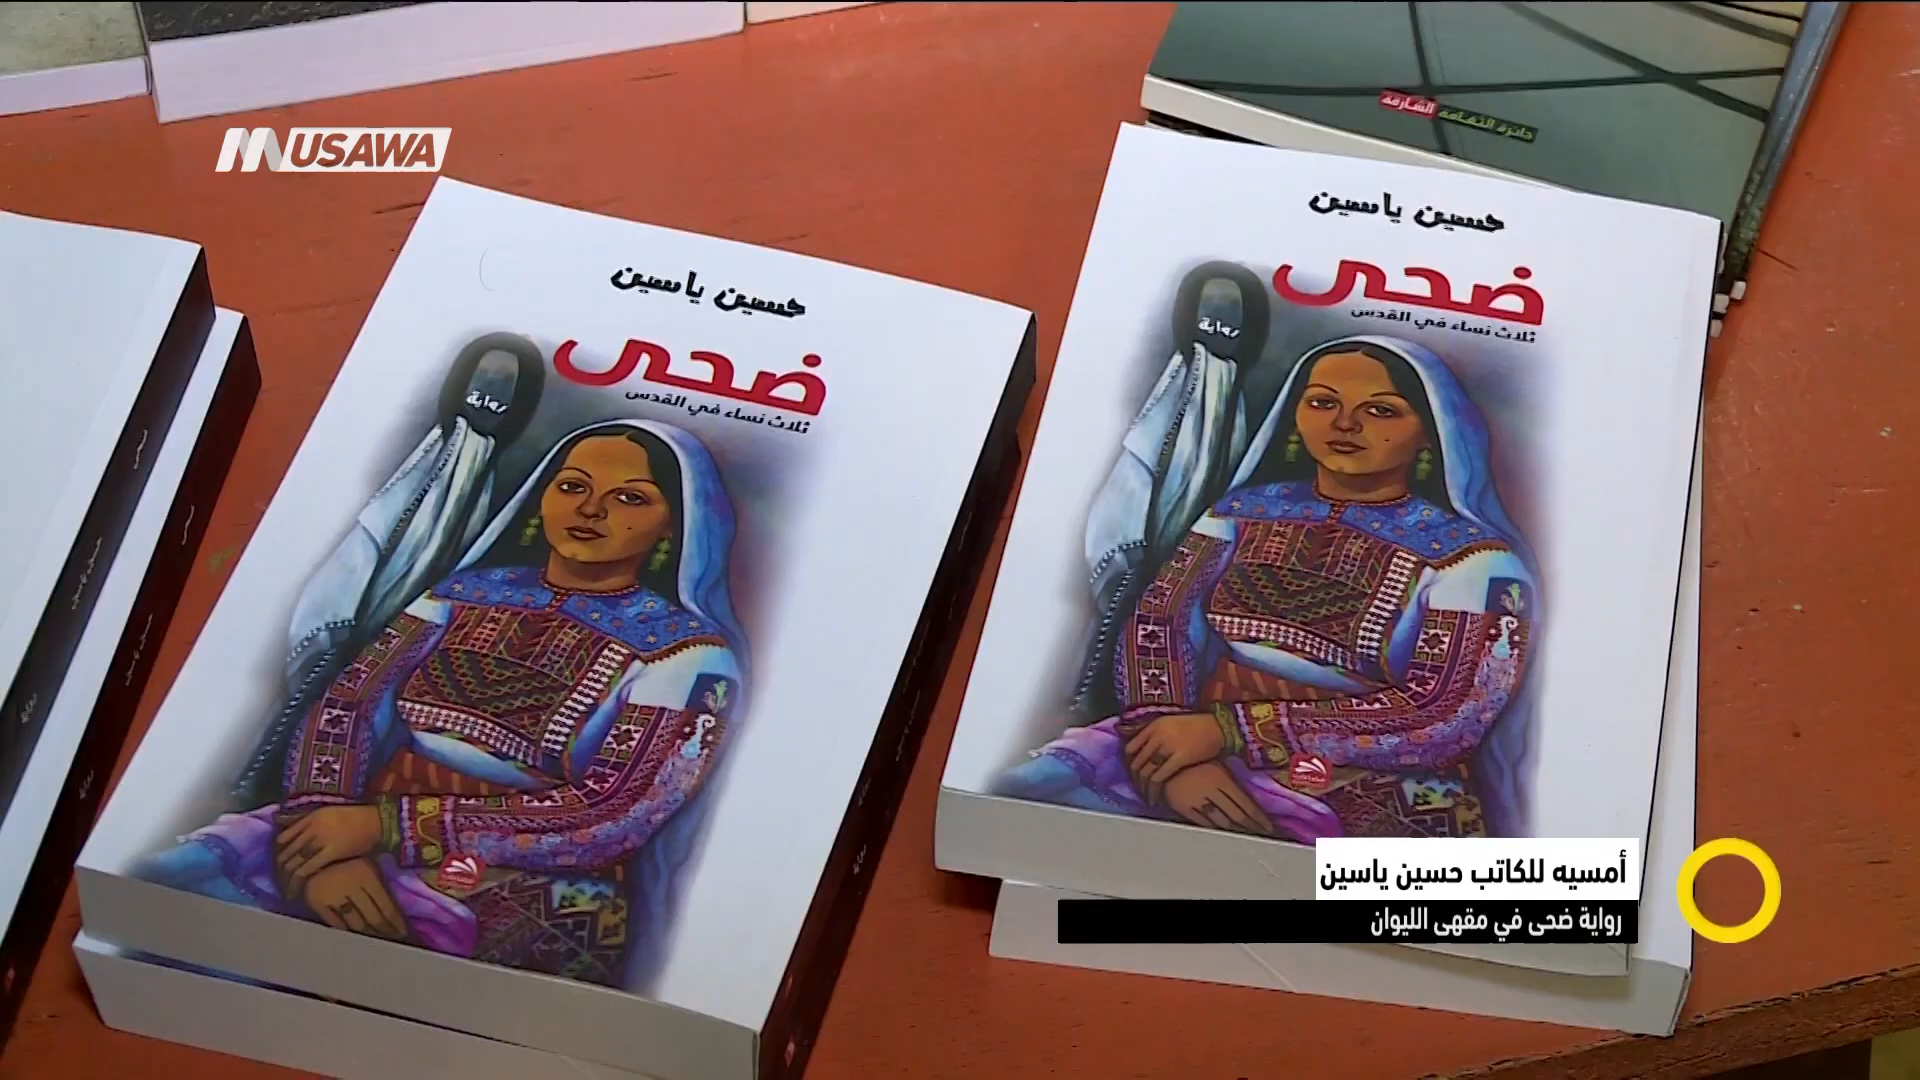 MUSAWA
جائزة الثقافة الشارقة
حسين ياسين
ضحى
ثلاث نساء في القدس
رواية
حسين ياسين
ضحى
ثلاث نساء في القدس
رواية
أمسيه للكاتب حسين ياسين
رواية ضحى في مقهى الليوان